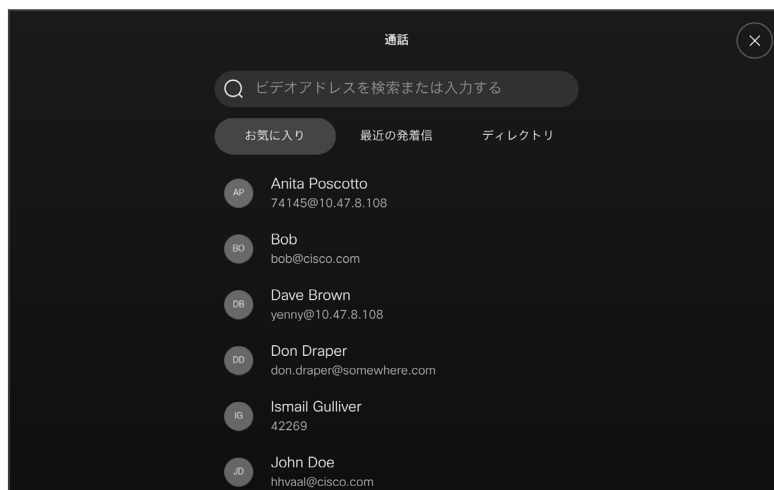 通話
ビデオアドレスを検索または入力する
お気に入り 最近の発着信 ディレクトリ
AP Anita Poscotto
74145@10.47.8.108
BO Bob
bob@cisco.com
DB Dave Brown
yenny@10.47.8.108
DD Don Draper
don.draper@somewhere.com
IG Ismail Gulliver
42269
JD John Doe
hhvaal@cisco.com